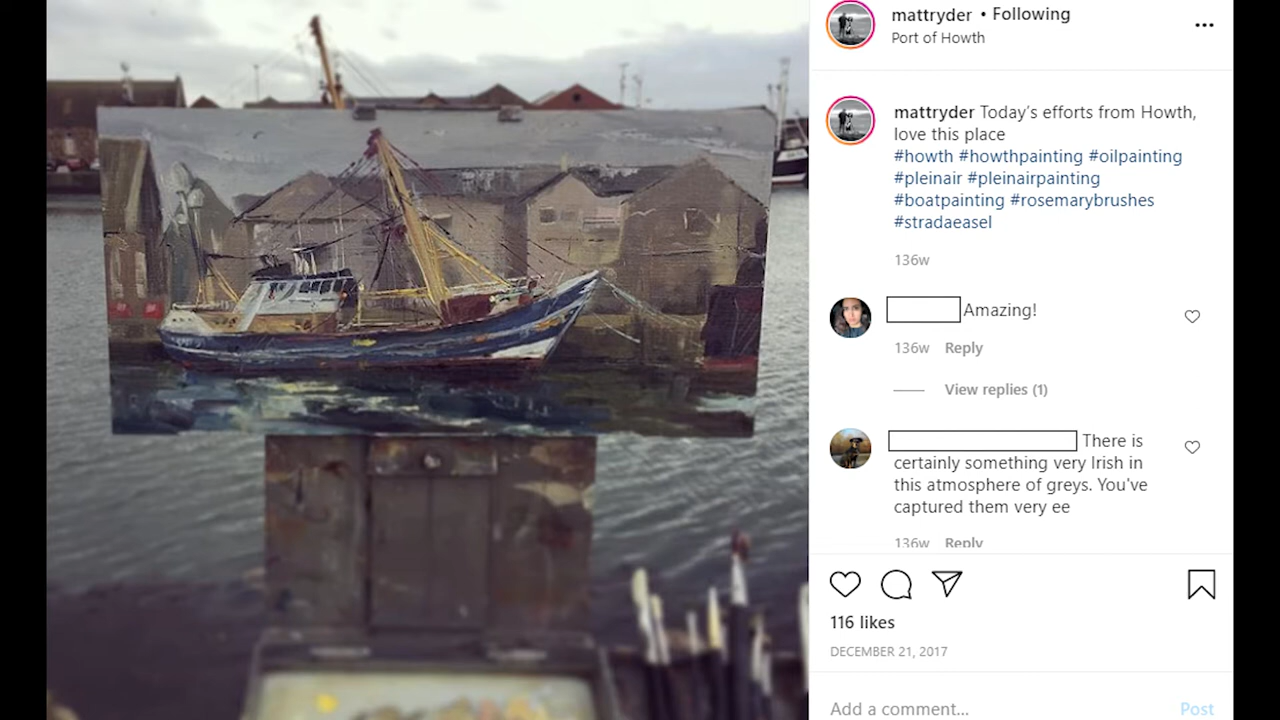 mattryder • Following
Port of Howth
mattryder Today's efforts from Howth,
love this place
#howth #howthpainting #oilpainting
#pleinair #pleinairpainting
#boatpainting #rosemarybrushes
#stradaeasel
136w
Amazing!
136w Reply
View replies (1)
There is
certainly something very Irish in
this atmosphere of greys. You've
captured them very ee
136w Reply
116 likes
DECEMBER 21, 2017
Add a comment... Post